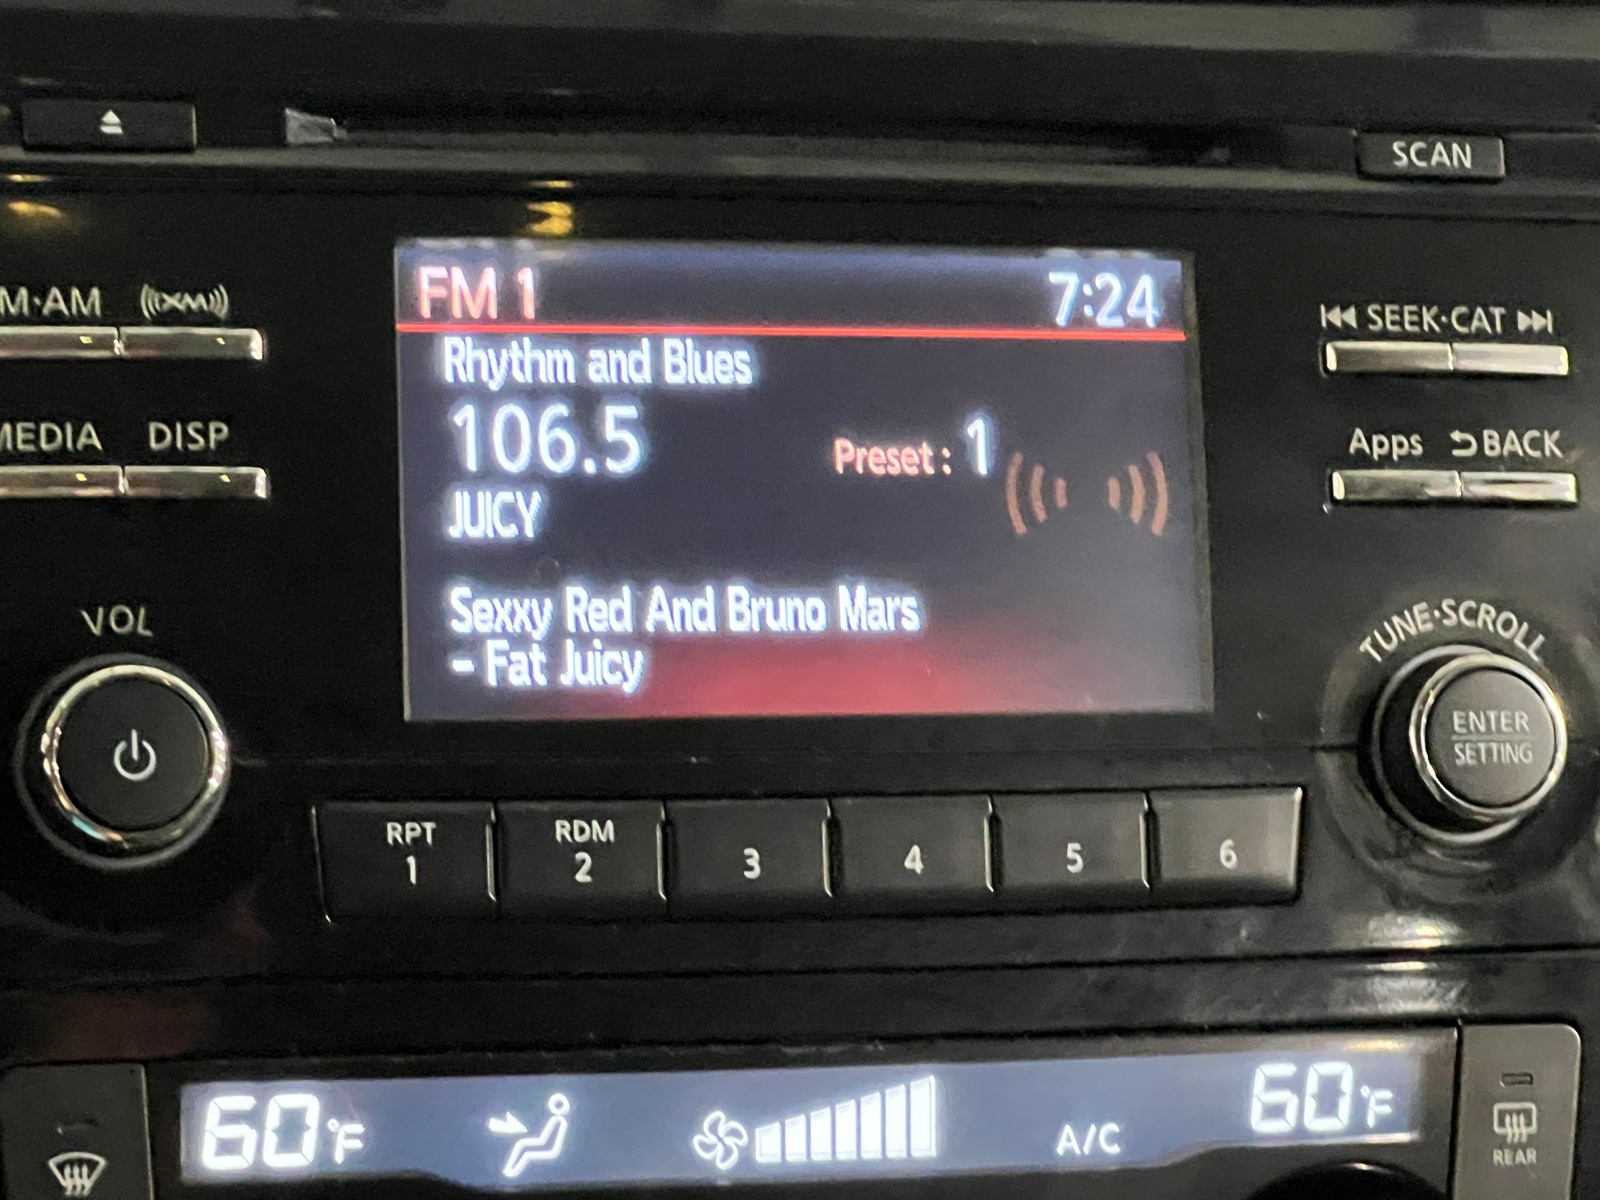 SCAN
M·AM
((XM))
FM 1
7:24
SEEK·CAT
Rhythm and Blues
106.5
Preset: 1
MEDIA
DISP
JUICY
Apps
BACK
VOL
Sexxy Red And Bruno Mars
- Fat Juicy
TUNE·SCROLL
ENTER
SETTING
RPT
1
RDM
2
3
4
5
6
60°F
A/C
60°F
REAR